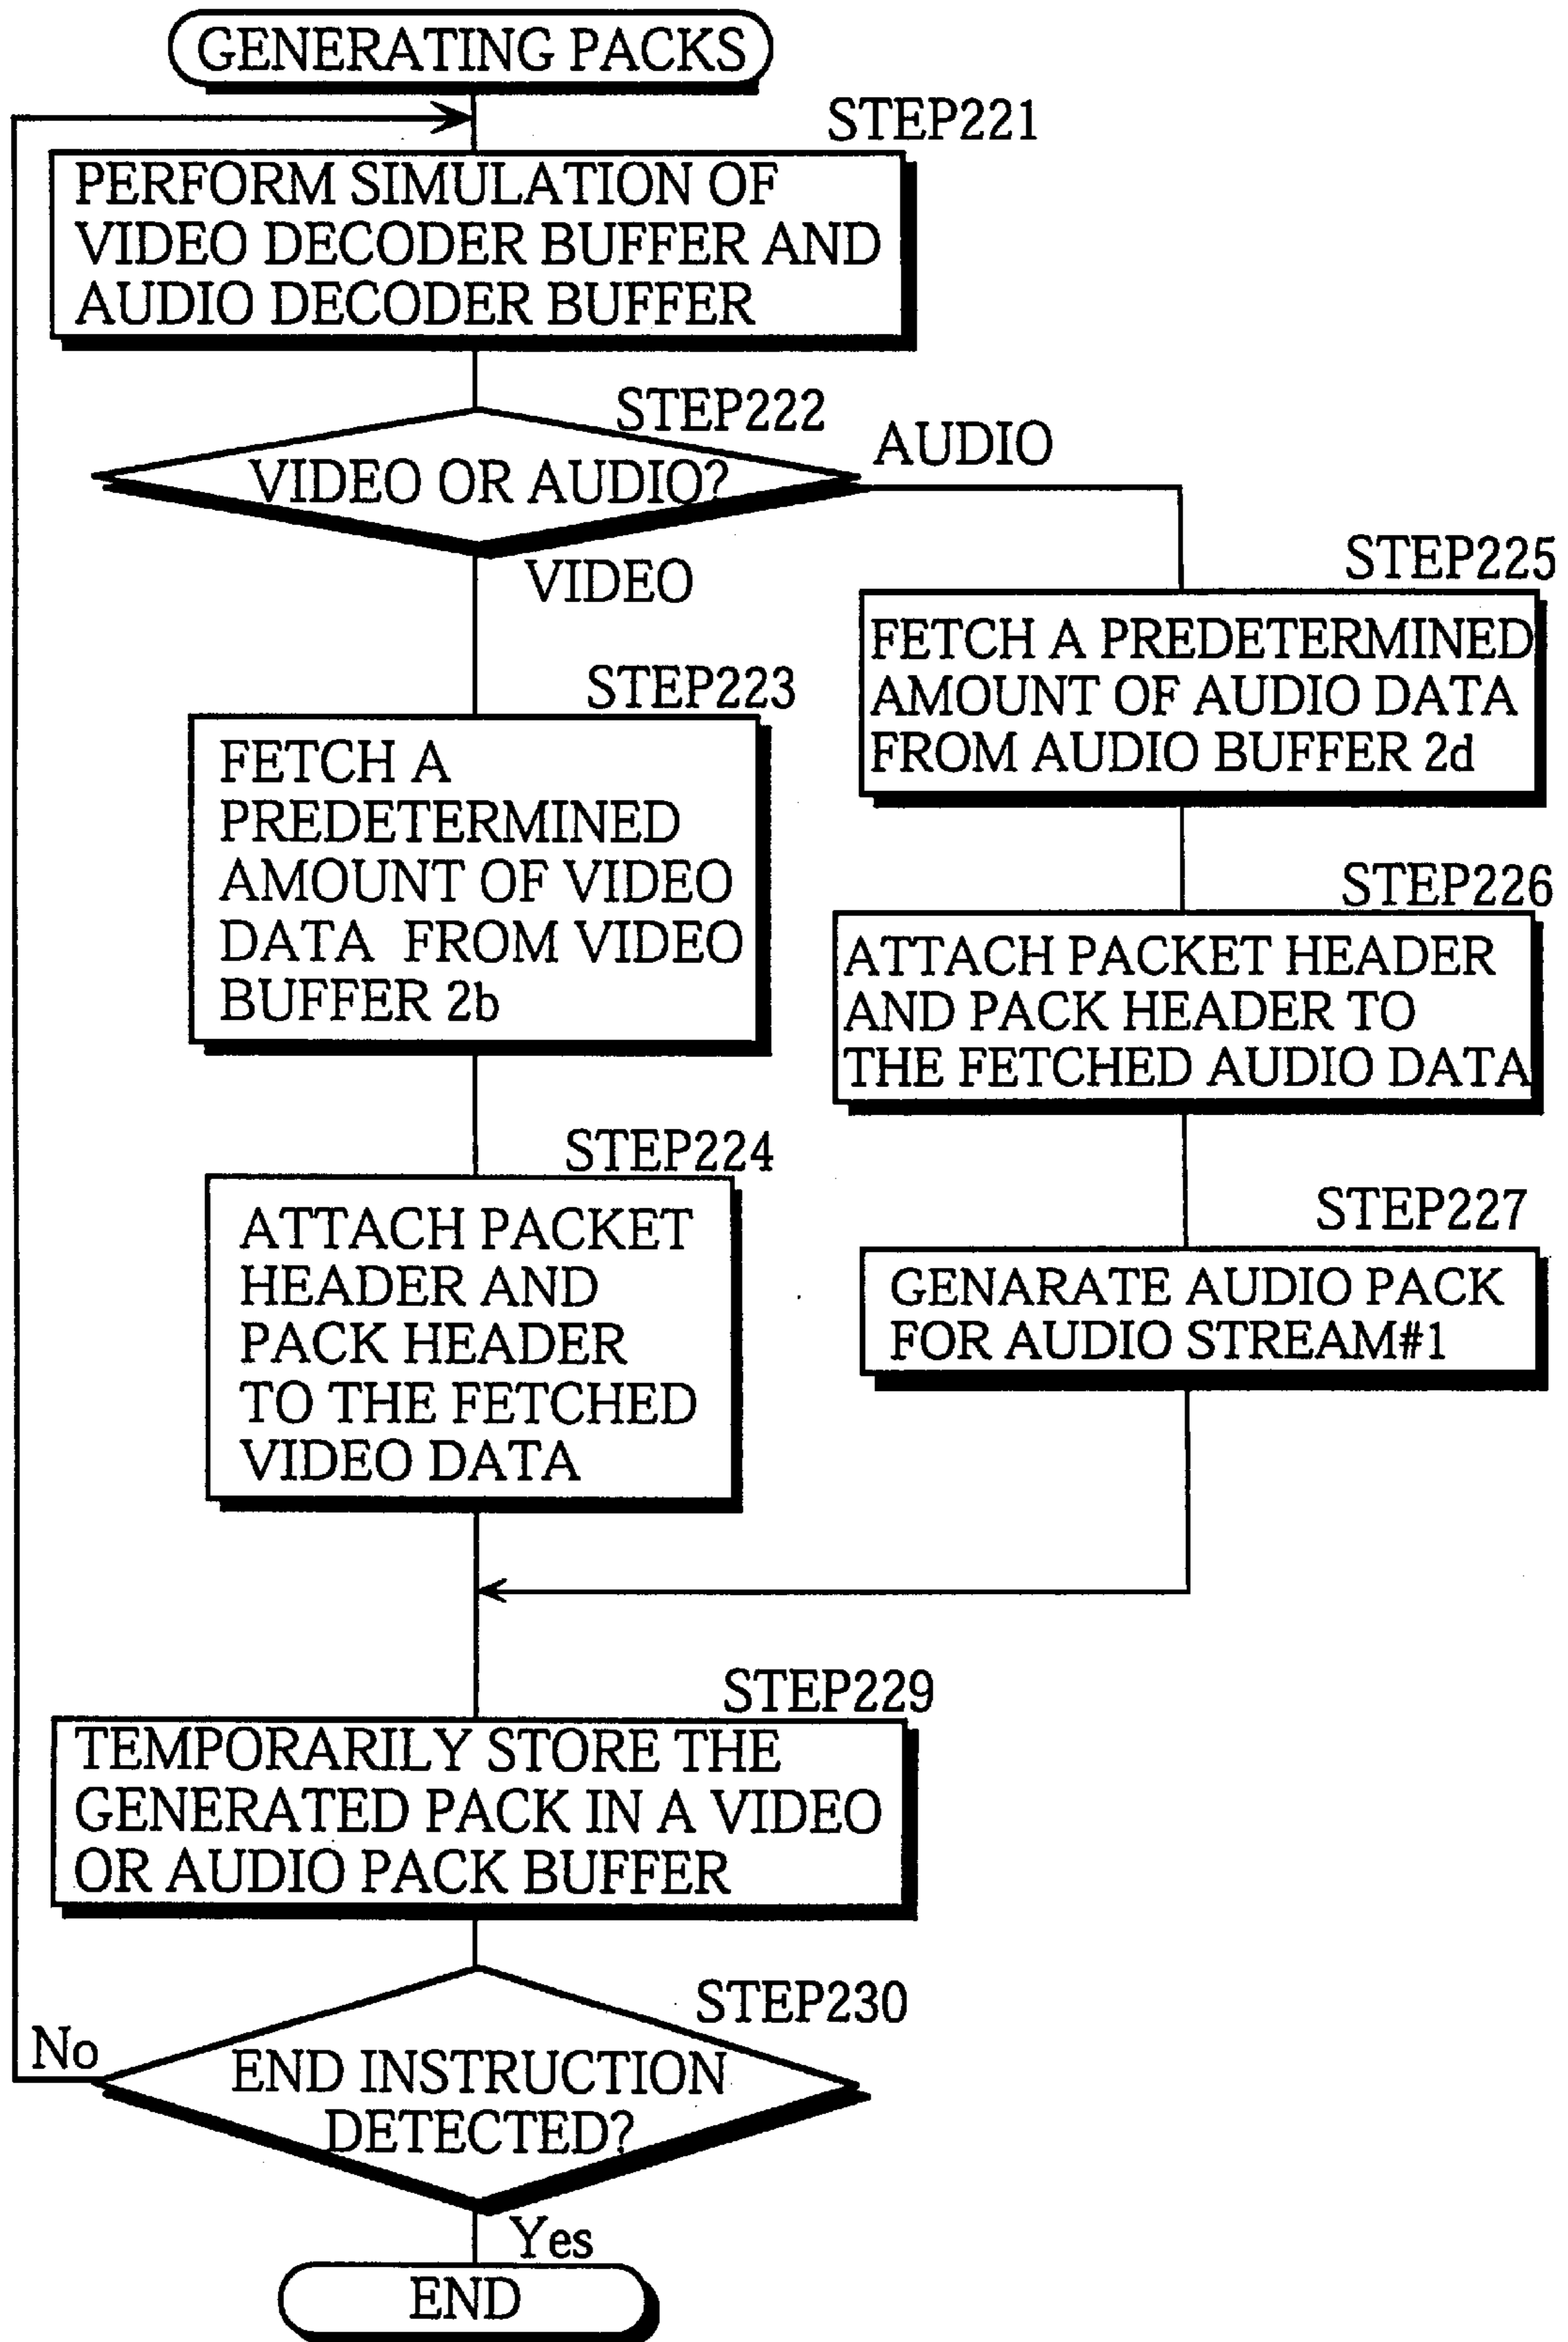 GENERATING PACKS
STEP221
PERFORM SIMULATION OF
VIDEO DECODER BUFFER AND
AUDIO DECODER BUFFER
STEP222
VIDEO OR AUDIO?
AUDIO
VIDEO
STEP223
FETCH A
PREDETERMINED
AMOUNT OF VIDEO
DATA FROM VIDEO
BUFFER 2b
STEP224
ATTACH PACKET
HEADER AND
PACK HEADER
TO THE FETCHED
VIDEO DATA
STEP225
FETCH A PREDETERMINED
AMOUNT OF AUDIO DATA
FROM AUDIO BUFFER 2d
STEP226
ATTACH PACKET HEADER
AND PACK HEADER TO
THE FETCHED AUDIO DATA
STEP227
GENARATE AUDIO PACK
FOR AUDIO STREAM#1
STEP229
TEMPORARILY STORE THE
GENERATED PACK IN A VIDEO
OR AUDIO PACK BUFFER
STEP230
END INSTRUCTION
DETECTED?
No
Yes
END